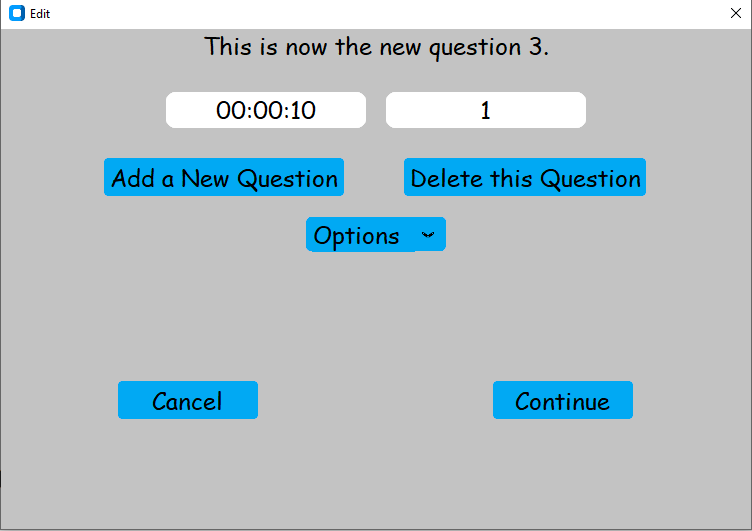 Edit
This is now the new question 3.
00:00:10 1
Add a New Question Delete this Question
Options
Cancel Continue